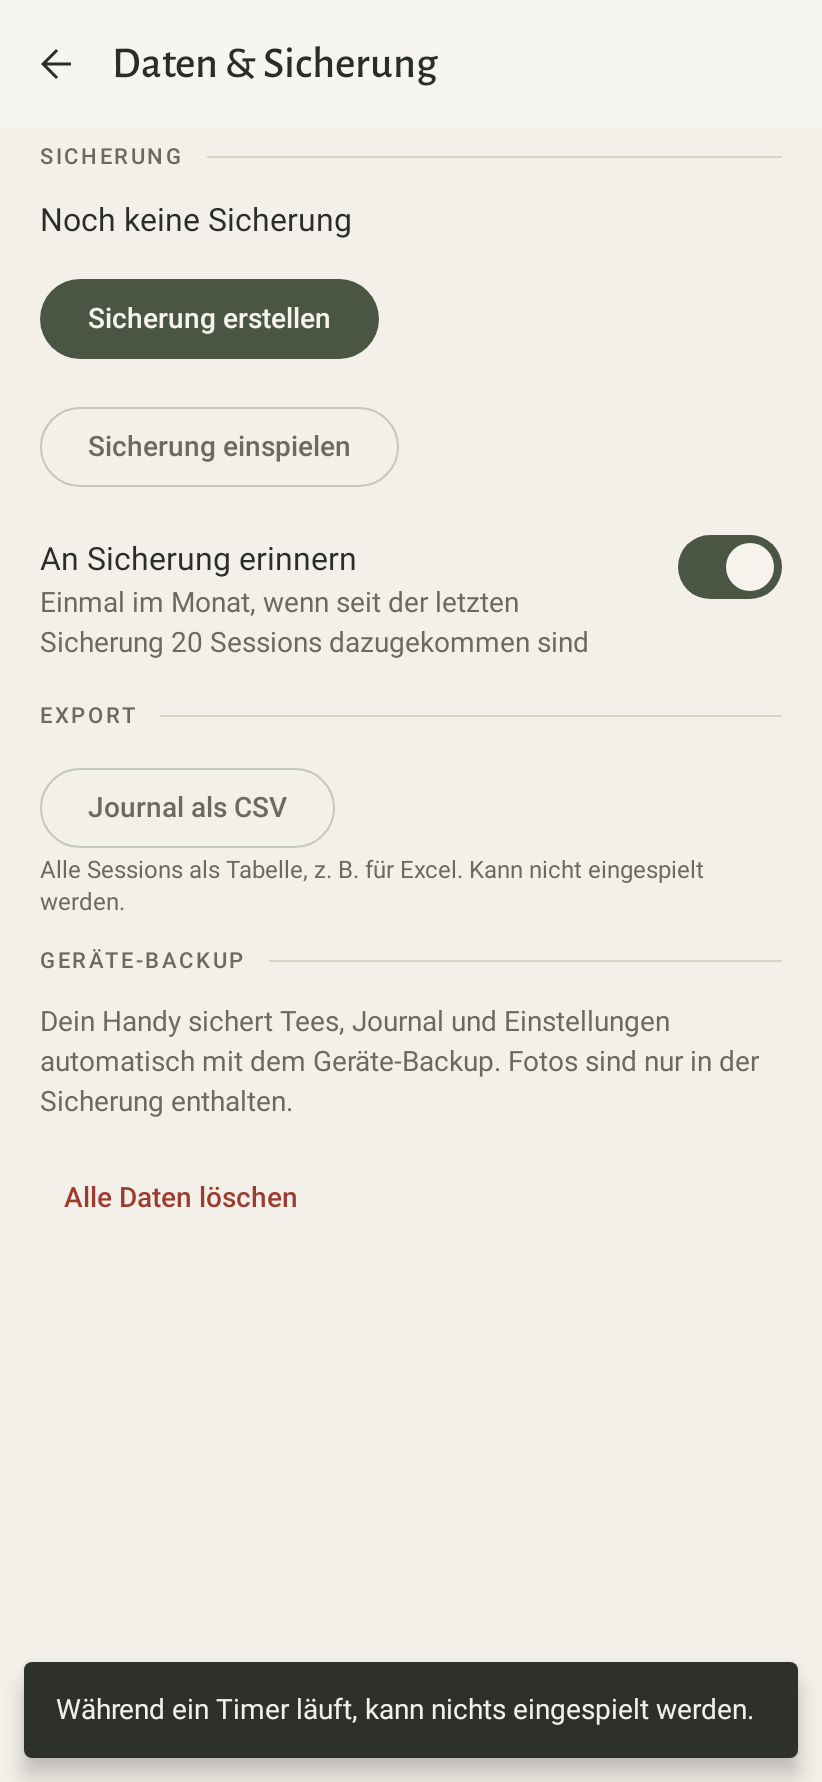 Daten & Sicherung
SICHERUNG
Noch keine Sicherung
Sicherung erstellen
Sicherung einspielen
An Sicherung erinnern
Einmal im Monat, wenn seit der letzten
Sicherung 20 Sessions dazugekommen sind
EXPORT
Journal als CSV
Alle Sessions als Tabelle, z. B. für Excel. Kann nicht eingespielt
werden.
GERÄTE-BACKUP
Dein Handy sichert Tees, Journal und Einstellungen
automatisch mit dem Geräte-Backup. Fotos sind nur in der
Sicherung enthalten.
Alle Daten löschen
Während ein Timer läuft, kann nichts eingespielt werden.